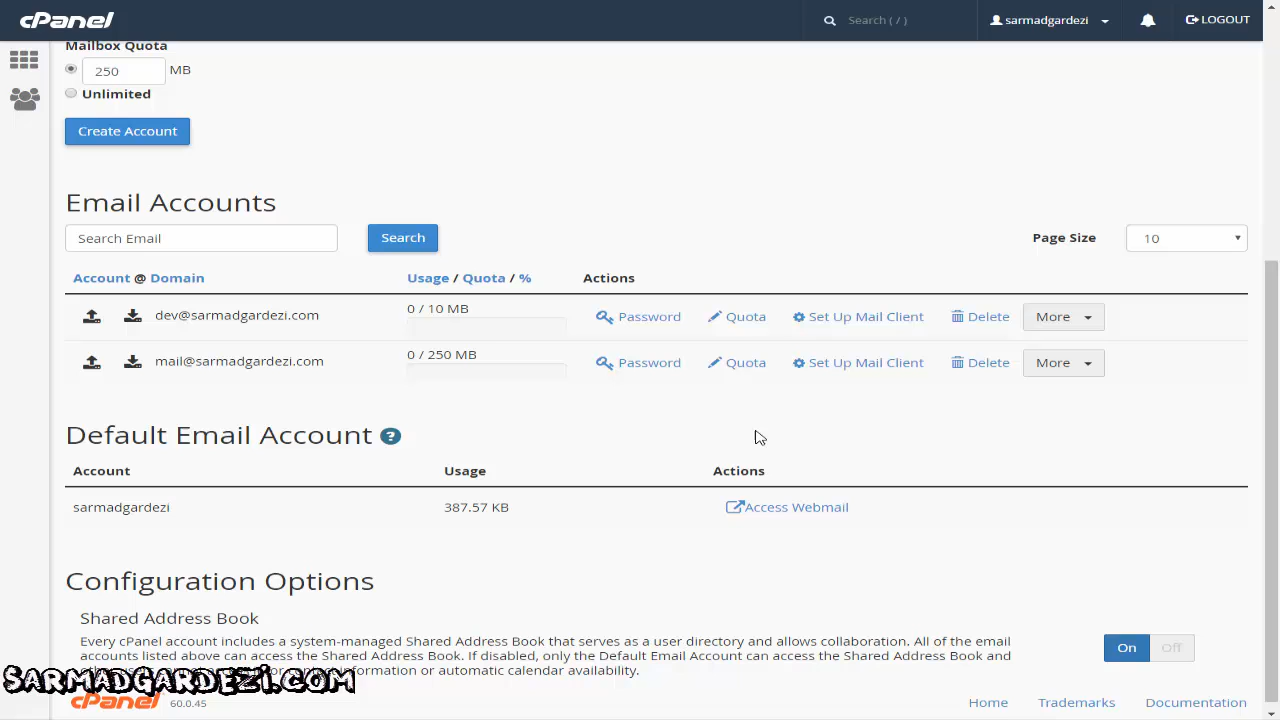 cPanel
Search ( / )
sarmadgardezi
LOGOUT
Mailbox Quota
250 MB
Unlimited
Create Account
Email Accounts
Search Email
Search
Page Size
10
Account @ Domain
Usage / Quota / %
Actions
dev@sarmadgardezi.com
0 / 10 MB
Password
Quota
Set Up Mail Client
Delete
More
mail@sarmadgardezi.com
0 / 250 MB
Password
Quota
Set Up Mail Client
Delete
More
Default Email Account ?
Account
Usage
Actions
sarmadgardezi
387.57 KB
Access Webmail
Configuration Options
Shared Address Book
Every cPanel account includes a system-managed Shared Address Book that serves as a user directory and allows collaboration. All of the email
accounts listed above can access the Shared Address Book. If disabled, only the Default Email Account can access the Shared Address Book and
information or automatic calendar availability.
On
Off
SarmadGardezi.com
cPanel
60.0.45
Home
Trademarks
Documentation